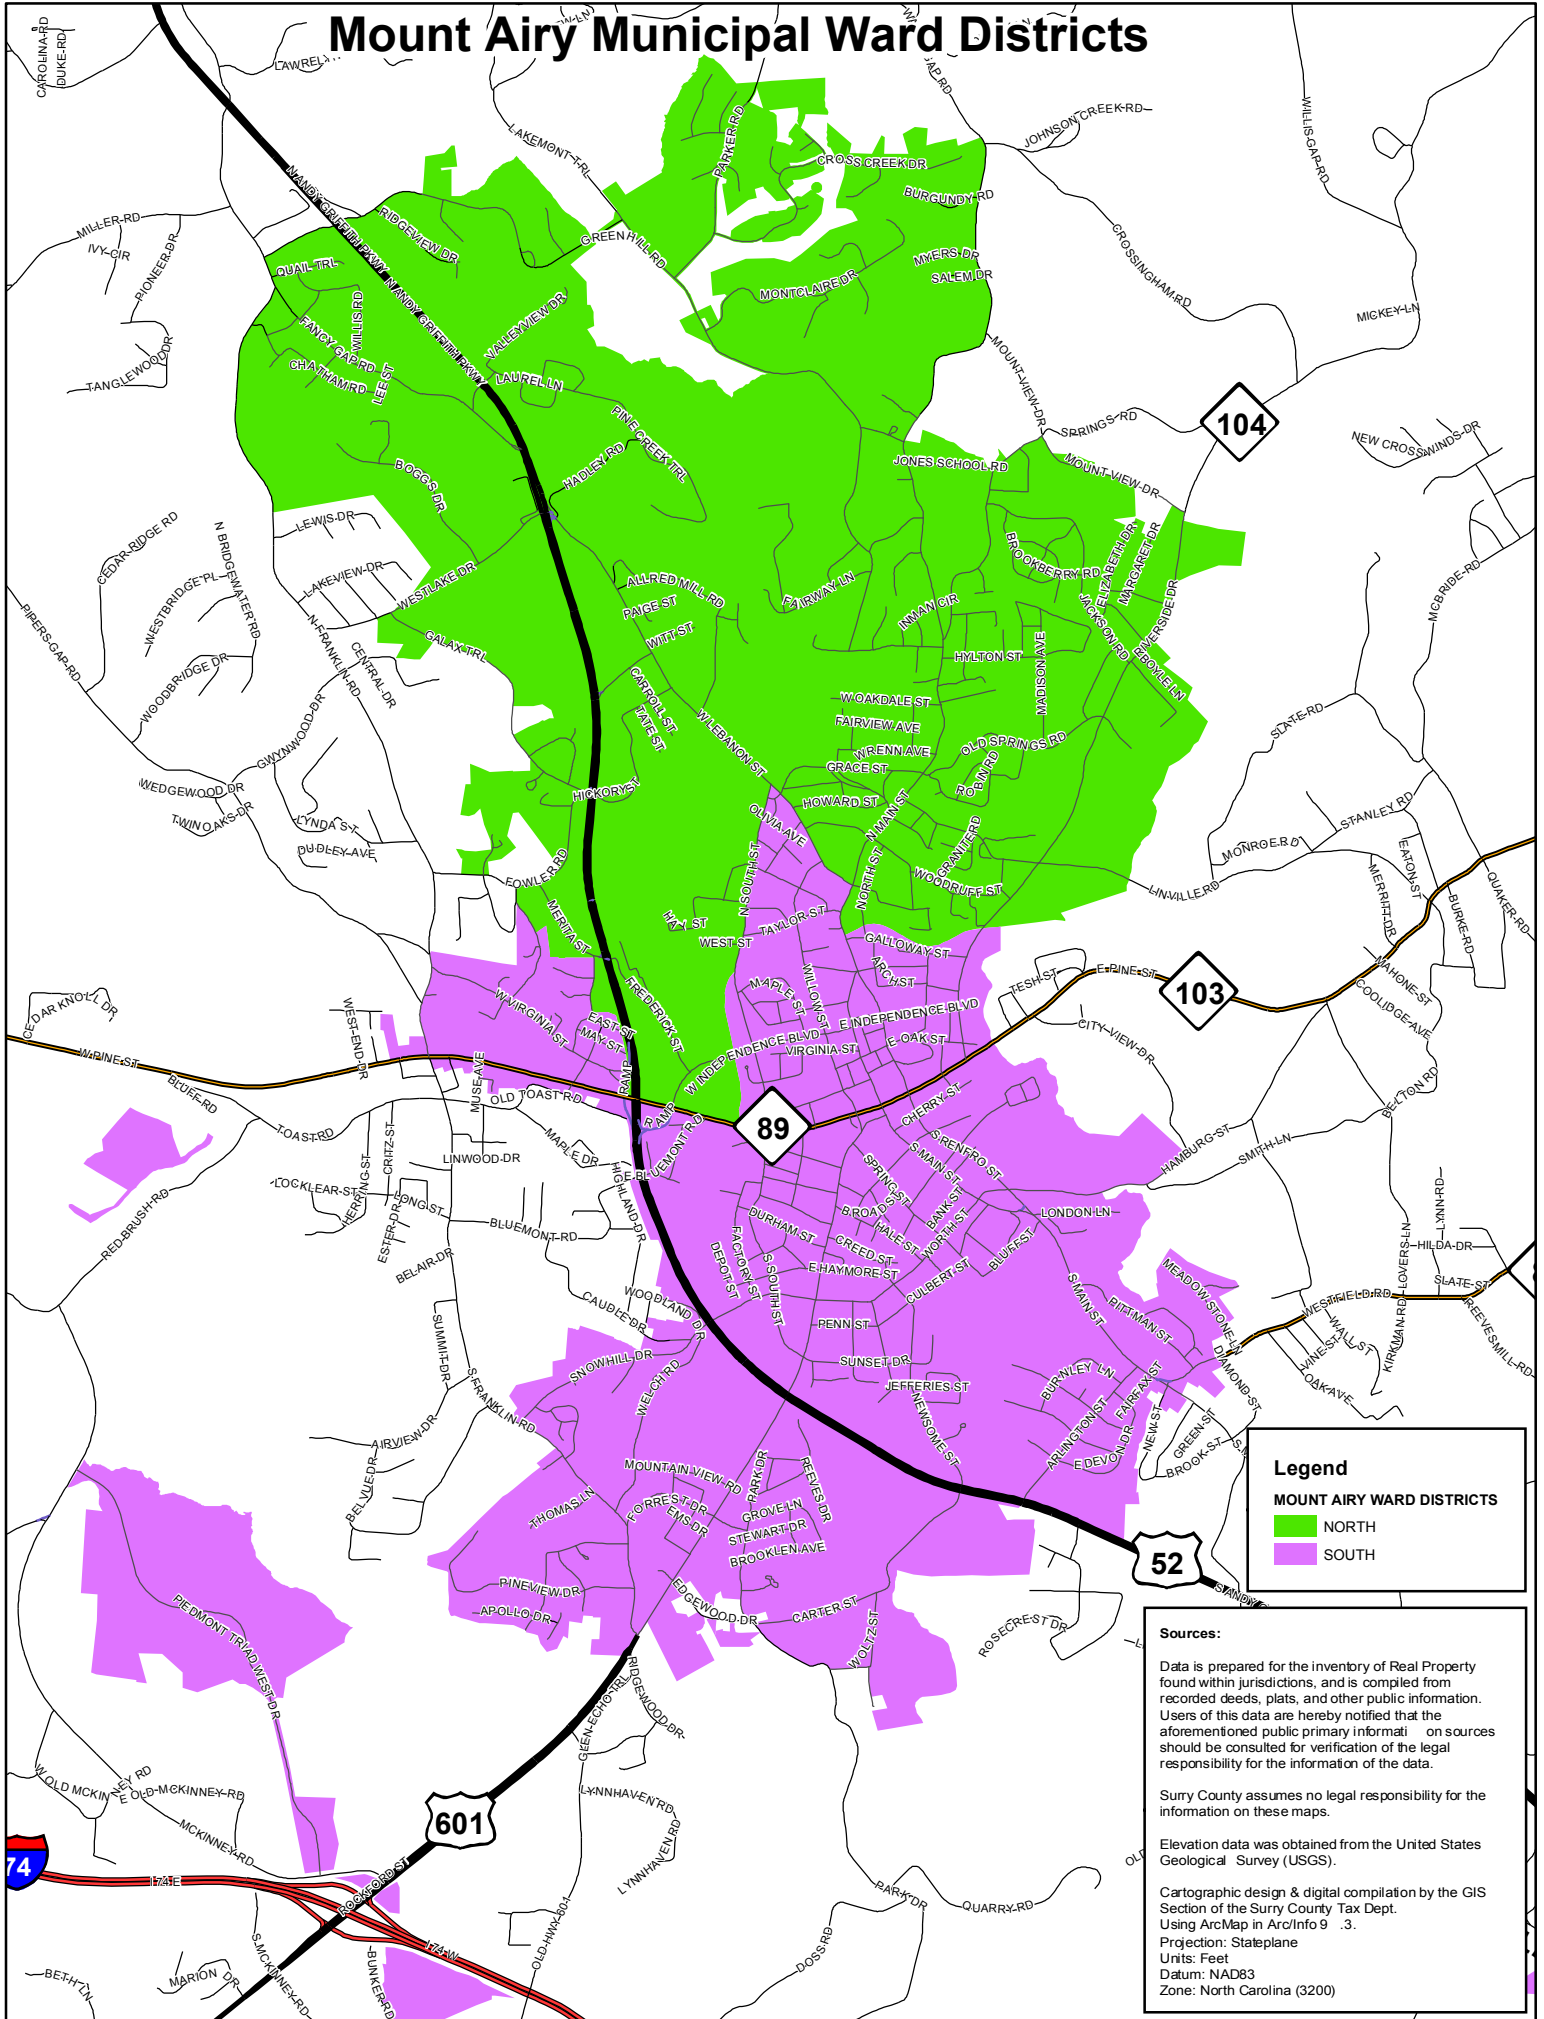 Mount Airy Municipal Ward Districts
CAROLINA RD
DUKE RD
JOHNSON CREEK RD
WILLIS GAP RD
LAKEMONT TRL
PARKER RD
CROSS CREEK DR
BURGUNDY RD
N ANDY GRIFFITH PKWY
N ANDY GRIFFITH PKWY
RIDGEVIEW DR
MILLER RD
IVY CIR
PIONEER DR
GREENHILL RD
MYERS DR
SALEM DR
CROSSINGHAM RD
QUAIL TRL
MONTCLAIRE DR
WILLIS RD
VALLEYVIEW DR
MICKEY LN
FANCY GAP RD
CHATHAM RD
LEE ST
TANGLEWOOD DR
LAUREL LN
MOUNT VIEW DR
PINE CREEK TRL
SPRINGS RD
104
NEW CROSSWINDS DR
BOGGS DR
HADLEY RD
JONES SCHOOL RD
MOUNT VIEW DR
CEDAR RIDGE RD
N BRIDGEWATER RD
LEWIS DR
LAKEVIEW DR
WESTLAKE DR
WESTBRIDGE PL
ALLRED MILL RD
PAIGE ST
WITT ST
FAIRWAY LN
INMAN CIR
BROOKBERRY RD
ELIZABETH DR
MARGARET DR
JACKSON RD
RIVERSIDE DR
BOYLE LN
MCBRIDE RD
PIPERS GAP RD
WOODBRIDGE DR
N FRANKLIN RD
CENTRAL DR
GALAX TRL
HYLTON ST
MADISON AVE
W OAKDALE ST
FAIRVIEW AVE
W RENN AVE
OLD SPRINGS RD
CARROLL ST
TATE ST
W LEBANON ST
GWYNWOOD DR
SLATE RD
WEDGEWOOD DR
TWIN OAKS DR
LYNDA ST
DUDLEY AVE
HICKORY ST
GRACE ST
ROBIN RD
HOWARD ST
OLIVIA AVE
N MAIN ST
STANLEY RD
MONROE RD
EATON ST
MERRITT DR
BURKE RD
QUAKER RD
FOWLER RD
N SOUTH ST
NORTH ST
GRANITE RD
WOODRUFF ST
LINVILLE RD
MERITA ST
HAY ST
WEST ST
TAYLOR ST
GALLOWAY ST
ARCH ST
TESH ST
E PINE ST
103
MAHONE ST
COOLIDGE AVE
CEDAR KNOLL DR
WEST END DR
W VIRGINIA ST
EAST ST
MAY ST
FREDERICK ST
MAPLE ST
WILLOW ST
E INDEPENDENCE BLVD
W INDEPENDENCE BLVD
VIRGINIA ST
E OAK ST
CITY VIEW DR
W PINE ST
BLUFF RD
MUSE AVE
OLD TOAST RD
RAMP
RAMP
89
CHERRY ST
BELTON RD
TOAST RD
CRITZ ST
HERRING ST
LINWOOD DR
MAPLE DR
E BLUEMONT RD
S RENFRO ST
S MAIN ST
HAMBURG ST
SMITH LN
LOCKLEAR ST
LONG ST
ESTER DR
HIGHLAND DR
SPRING ST
BROAD ST
BANK ST
HALE ST
WORTH ST
LONDON LN
LYNN RD
LOVERS LN
RED BRUSH RD
BLUEMONT RD
BELAIR DR
DURHAM ST
CREED ST
FACTORY ST
DEPOT ST
S SOUTH ST
E HAYMORE ST
CULBERT ST
BLUFF ST
HILDA DR
SLATE ST
MEADOW STONE LN
WOODLAND DR
CAUDLE DR
PENN ST
S MAIN ST
PITTMAN ST
WESTFIELD RD
WALL ST
VINE ST
KIRKMAN RD
REEVES MILL RD
SUMMIT DR
SNOWHILL DR
WELCH RD
SUNSET DR
JEFFERIES ST
BURNLEY LN
DIAMOND ST
OAK AVE
S FRANKLIN RD
NEWSOME ST
ARLINGTON ST
FAIRFAX ST
E DEVON DR
NEW ST
GREEN ST
BROOK ST
AIRVIEW DR
BELVUE DR
MOUNTAIN VIEW RD
PARK DR
REEVES DR
THOMAS LN
FORREST DR
EMS DR
GROVE LN
STEWART DR
BROOKLEN AVE
52
PINEVIEW DR
APOLLO DR
EDGEWOOD DR
CARTER ST
WOLTZ ST
ROSECREST DR
PIEDMONT TRIAD WEST DR
RIDGEWOOD DR
GLEN ECHO TRL
W OLD MCKINNEY RD
E OLD MCKINNEY RD
MCKINNEY RD
LYNNHAVEN RD
LYNNHAVEN RD
601
74
I 74 E
ROCKFORD ST
I 74 W
OLD HWY 601
PARK DR
QUARRY RD
DOSS RD
BETH LN
MARION DR
S MCKINNEY RD
BUNKER RD
Legend
MOUNT AIRY WARD DISTRICTS
NORTH
SOUTH
Sources:
Data is prepared for the inventory of Real Property
found within jurisdictions, and is compiled from
recorded deeds, plats, and other public information.
Users of this data are hereby notified that the
aforementioned public primary informati on sources
should be consulted for verification of the legal
responsibility for the information of the data.
Surry County assumes no legal responsibility for the
information on these maps.
Elevation data was obtained from the United States
Geological Survey (USGS).
Cartographic design & digital compilation by the GIS
Section of the Surry County Tax Dept.
Using ArcMap in Arc/Info 9 .3.
Projection: Stateplane
Units: Feet
Datum: NAD83
Zone: North Carolina (3200)